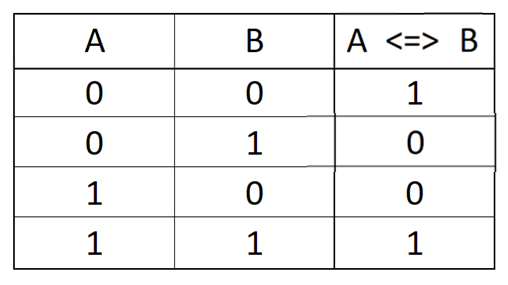 A B A <=> B
0 0 1
0 1 0
1 0 0
1 1 1